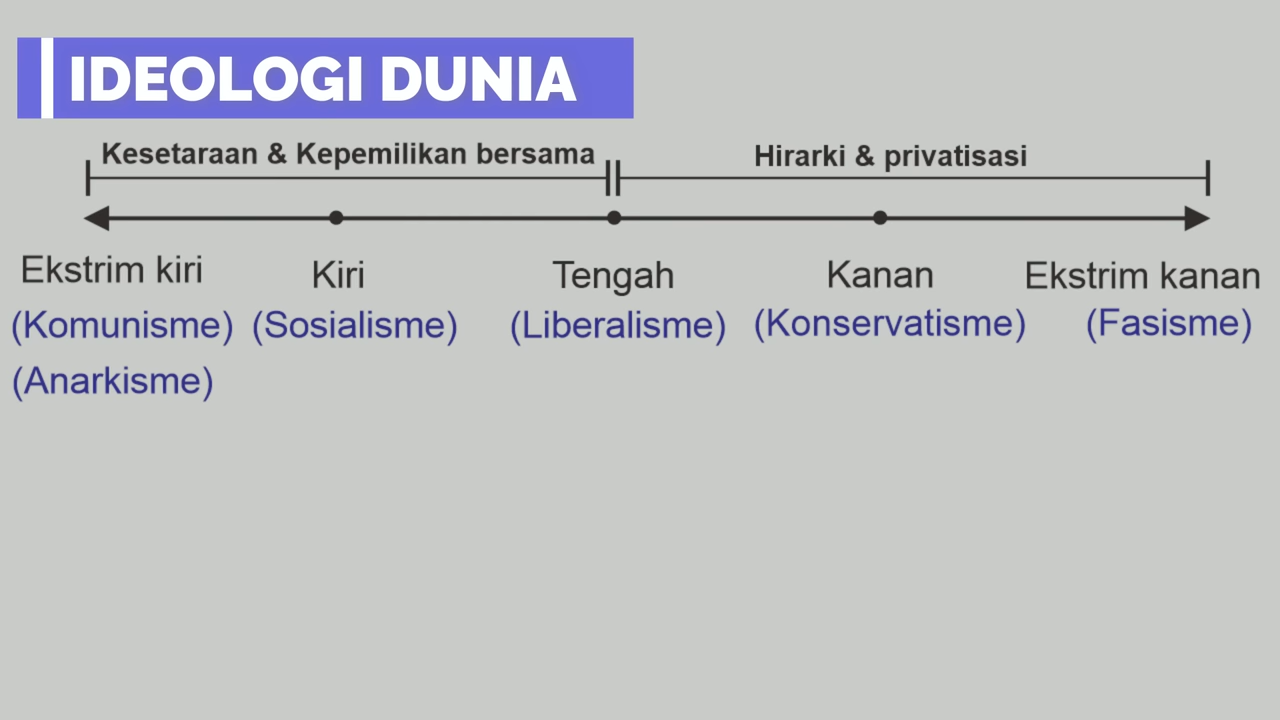 IDEOLOGI DUNIA
Kesetaraan & Kepemilikan bersama
Hirarki & privatisasi
Ekstrim kiri
(Komunisme)
(Anarkisme)
Kiri
(Sosialisme)
Tengah
(Liberalisme)
Kanan
(Konservatisme)
Ekstrim kanan
(Fasisme)